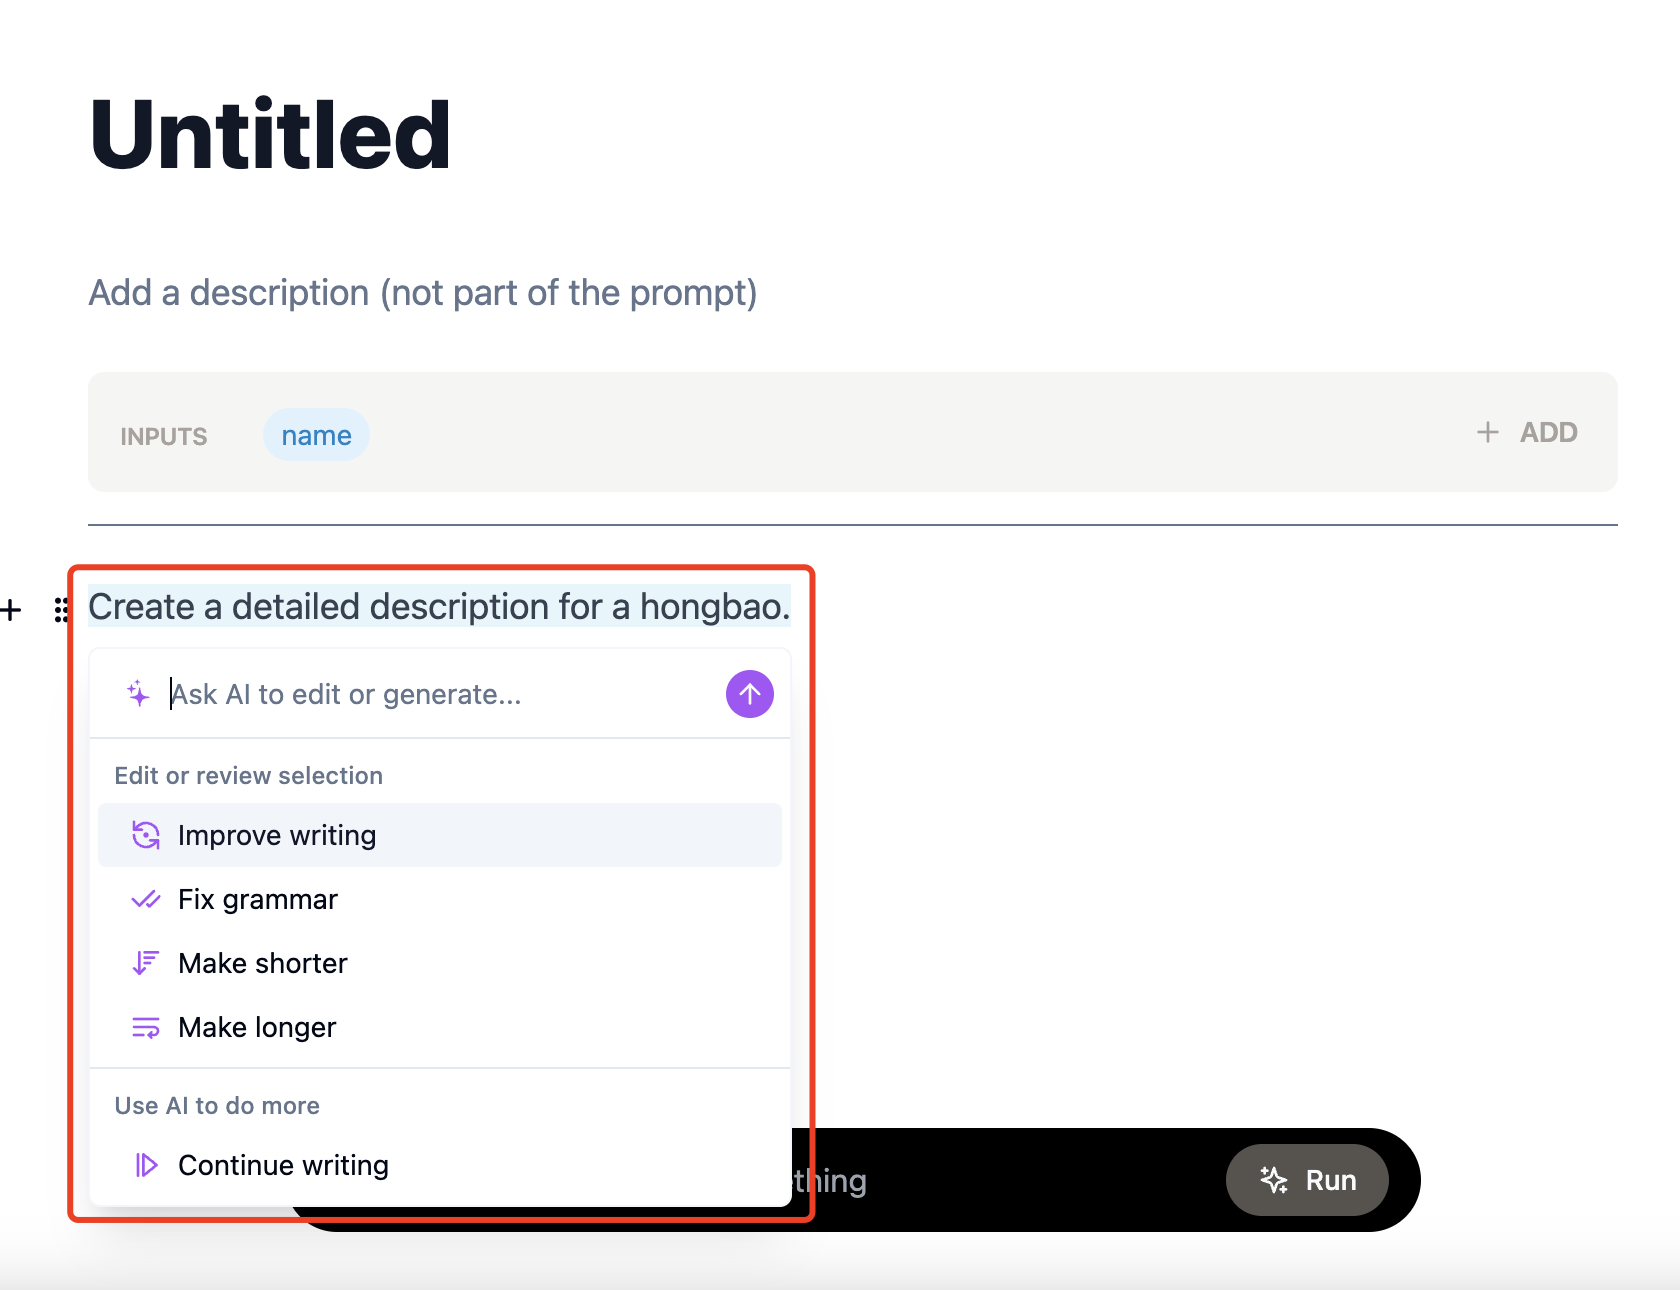 Untitled
Add a description (not part of the prompt)
INPUTS name + ADD
Create a detailed description for a hongbao.
Ask AI to edit or generate...
Edit or review selection
Improve writing
Fix grammar
Make shorter
Make longer
Use AI to do more
Continue writing
thing
Run